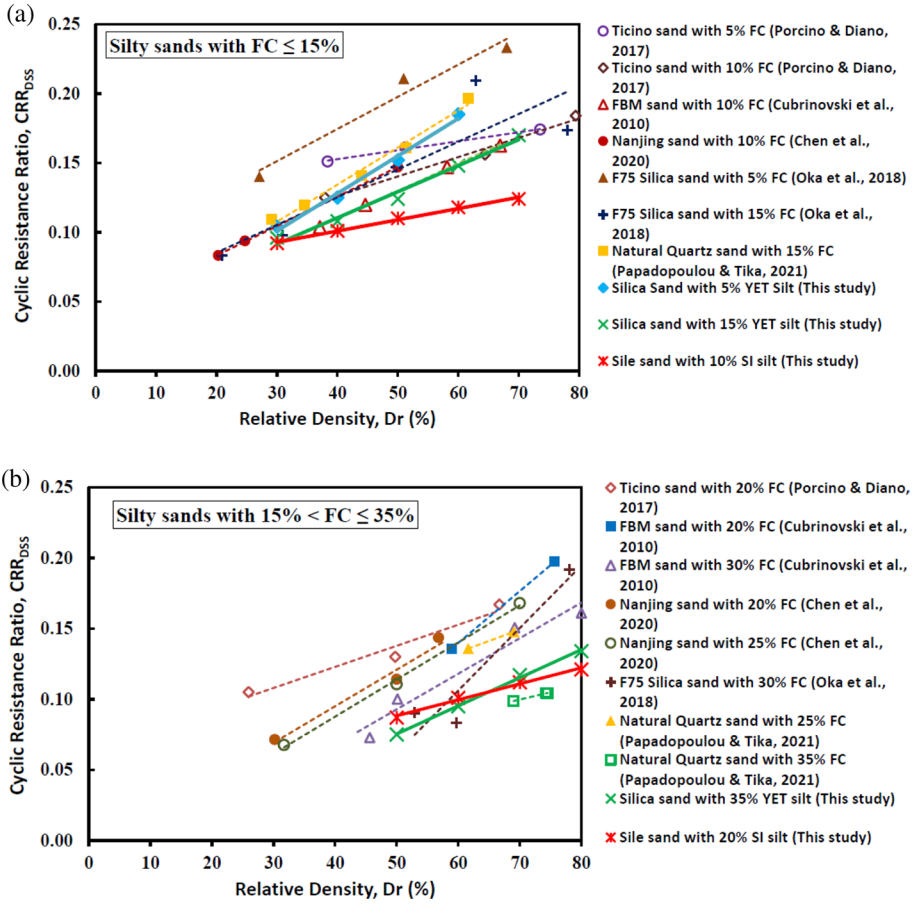 (a)
Silty sands with FC ≤ 15%
Cyclic Resistance Ratio, CRR_DSS
0.25
0.20
0.15
0.10
0.05
0.00
0 10 20 30 40 50 60 70 80
Relative Density, Dr (%)
Ticino sand with 5% FC (Porcino & Diano,
2017)
Ticino sand with 10% FC (Porcino & Diano,
2017)
FBM sand with 10% FC (Cubrinovski et al.,
2010)
Nanjing sand with 10% FC (Chen et al.,
2020)
F75 Silica sand with 5% FC (Oka et al., 2018)
F75 Silica sand with 15% FC (Oka et al.,
2018)
Natural Quartz sand with 15% FC
(Papadopoulou & Tika, 2021)
Silica Sand with 5% YET Silt (This study)
Silica sand with 15% YET silt (This study)
Sile sand with 10% SI silt (This study)
(b)
Silty sands with 15% < FC ≤ 35%
Cyclic Resistance Ratio, CRR_DSS
0.25
0.20
0.15
0.10
0.05
0.00
0 10 20 30 40 50 60 70 80
Relative Density, Dr (%)
Ticino sand with 20% FC (Porcino & Diano,
2017)
FBM sand with 20% FC (Cubrinovski et al.,
2010)
FBM sand with 30% FC (Cubrinovski et al.,
2010)
Nanjing sand with 20% FC (Chen et al.,
2020)
Nanjing sand with 25% FC (Chen et al.,
2020)
F75 Silica sand with 30% FC (Oka et al.,
2018)
Natural Quartz sand with 25% FC
(Papadopoulou & Tika, 2021)
Natural Quartz sand with 35% FC
(Papadopoulou & Tika, 2021)
Silica sand with 35% YET silt (This study)
Sile sand with 20% SI silt (This study)